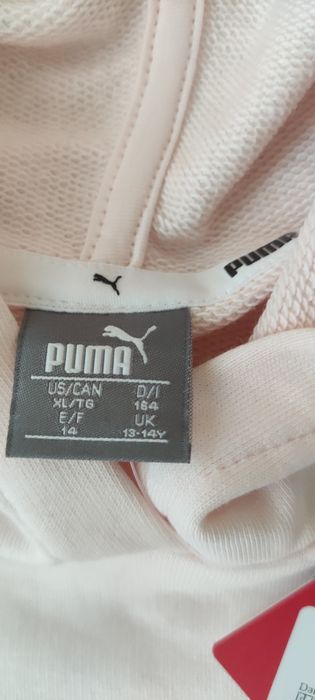 PUMA
PUMA
US/CAN D/I
XL/TG 164
E/F UK
14 13-14Y